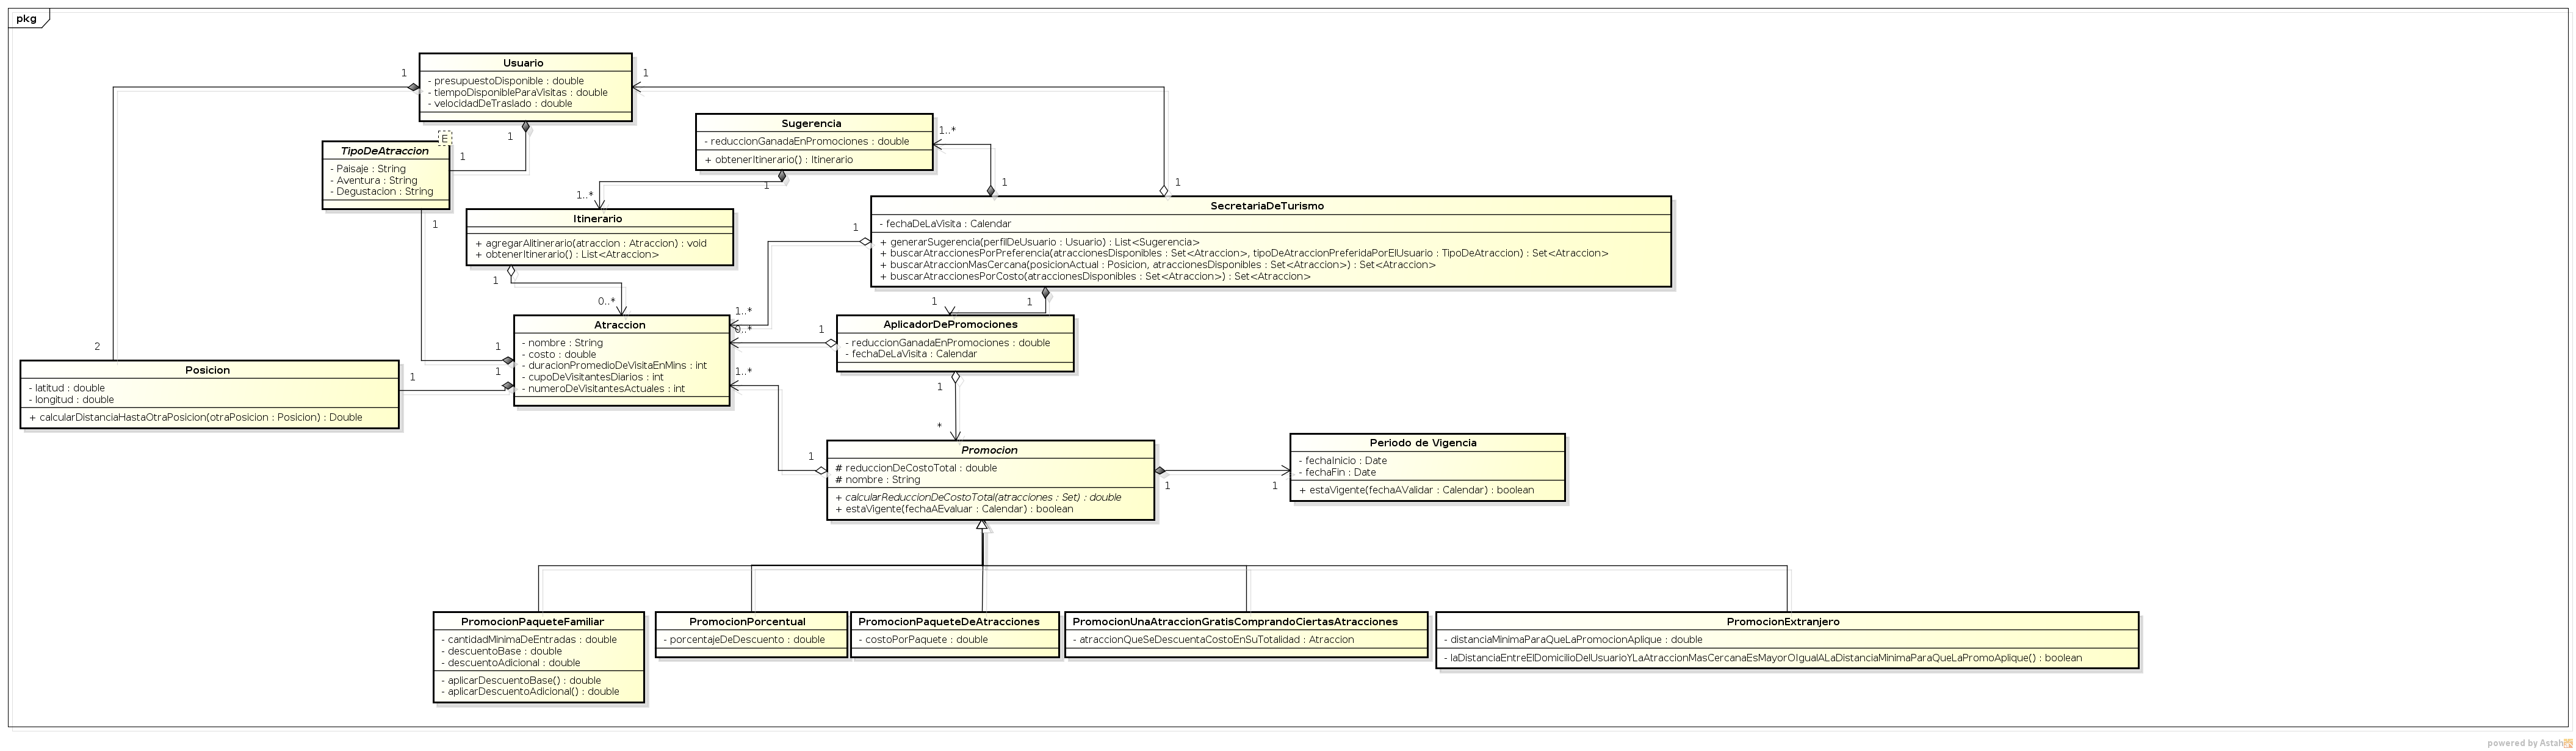 pkg
Usuario
- presupuestoDisponible : double
- tiempoDisponibleParaVisitas : double
- velocidadDeTraslado : double
1
1
1
Sugerencia
- reduccionGanadaEnPromociones : double
+ obtenerItinerario() : Itinerario
1..*
1
1
1
1..*
E
TipoDeAtraccion
- Paisaje : String
- Aventura : String
- Degustacion : String
1
1
Itinerario
+ agregarAlItinerario(atraccion : Atraccion) : void
+ obtenerItinerario() : List<Atraccion>
1
0..*
SecretariaDeTurismo
- fechaDeLaVisita : Calendar
+ generarSugerencia(perfilDeUsuario : Usuario) : List<Sugerencia>
+ buscarAtraccionesPorPreferencia(atraccionesDisponibles : Set<Atraccion>, tipoDeAtraccionPreferidaPorElUsuario : TipoDeAtraccion) : Set<Atraccion>
+ buscarAtraccionMasCercana(posicionActual : Posicion, atraccionesDisponibles : Set<Atraccion>) : Set<Atraccion>
+ buscarAtraccionesPorCosto(atraccionesDisponibles : Set<Atraccion>) : Set<Atraccion>
1
1
1
1..*
0..*
1
1..*
Atraccion
- nombre : String
- costo : double
- duracionPromedioDeVisitaEnMins : int
- cupoDeVisitantesDiarios : int
- numeroDeVisitantesActuales : int
1
1
AplicadorDePromociones
- reduccionGanadaEnPromociones : double
- fechaDeLaVisita : Calendar
1
*
2
1
Posicion
- latitud : double
- longitud : double
+ calcularDistanciaHastaOtraPosicion(otraPosicion : Posicion) : Double
1
Promocion
# reduccionDeCostoTotal : double
# nombre : String
+ calcularReduccionDeCostoTotal(atracciones : Set) : double
+ estaVigente(fechaAEvaluar : Calendar) : boolean
1
1
Periodo de Vigencia
- fechaInicio : Date
- fechaFin : Date
+ estaVigente(fechaAValidar : Calendar) : boolean
PromocionPaqueteFamiliar
- cantidadMinimaDeEntradas : double
- descuentoBase : double
- descuentoAdicional : double
- aplicarDescuentoBase() : double
- aplicarDescuentoAdicional() : double
PromocionPorcentual
- porcentajeDeDescuento : double
PromocionPaqueteDeAtracciones
- costoPorPaquete : double
PromocionUnaAtraccionGratisComprandoCiertasAtracciones
- atraccionQueSeDescuentaCostoEnSuTotalidad : Atraccion
PromocionExtranjero
- distanciaMinimaParaQueLaPromocionAplique : double
- laDistanciaEntreElDomicilioDelUsuarioYLaAtraccionMasCercanaEsMayorOIgualALaDistanciaMinimaParaQueLaPromoAplique() : boolean
powered by Astah